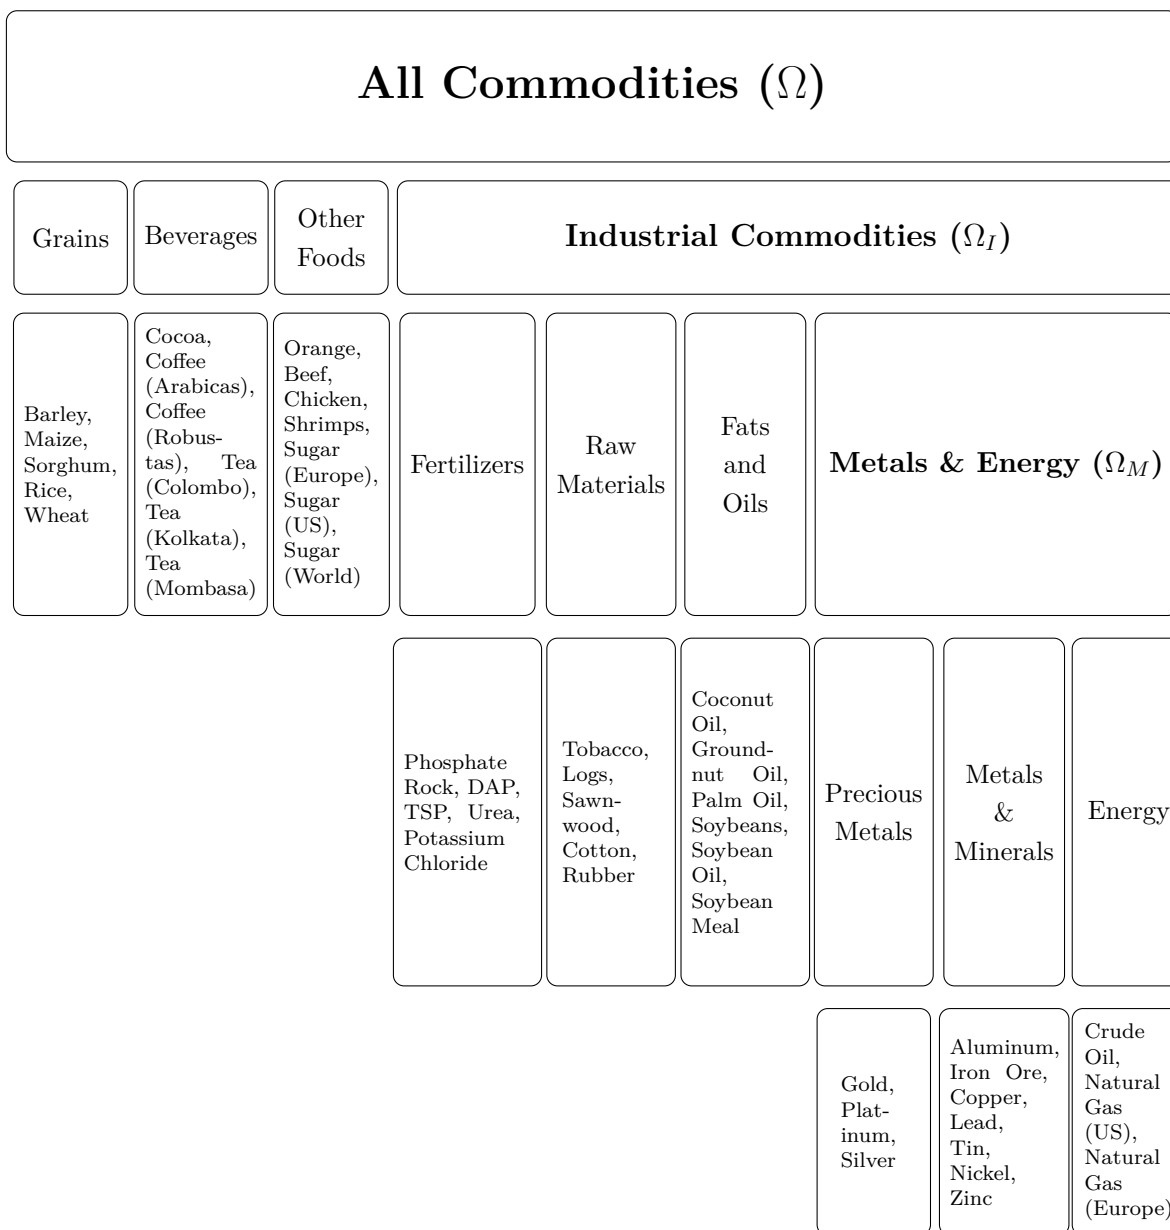 All Commodities (Ω)
Grains
Beverages
Other
Foods
Industrial Commodities (Ω_I)
Barley,
Maize,
Sorghum,
Rice,
Wheat
Cocoa,
Coffee
(Arabicas),
Coffee
(Robus-
tas), Tea
(Colombo),
Tea
(Kolkata),
Tea
(Mombasa)
Orange,
Beef,
Chicken,
Shrimps,
Sugar
(Europe),
Sugar
(US),
Sugar
(World)
Fertilizers
Raw
Materials
Fats
and
Oils
Metals & Energy (Ω_M)
Phosphate
Rock, DAP,
TSP, Urea,
Potassium
Chloride
Tobacco,
Logs,
Sawn-
wood,
Cotton,
Rubber
Coconut
Oil,
Ground-
nut Oil,
Palm Oil,
Soybeans,
Soybean
Oil,
Soybean
Meal
Precious
Metals
Metals
&
Minerals
Energy
Gold,
Plat-
inum,
Silver
Aluminum,
Iron Ore,
Copper,
Lead,
Tin,
Nickel,
Zinc
Crude
Oil,
Natural
Gas
(US),
Natural
Gas
(Europe)